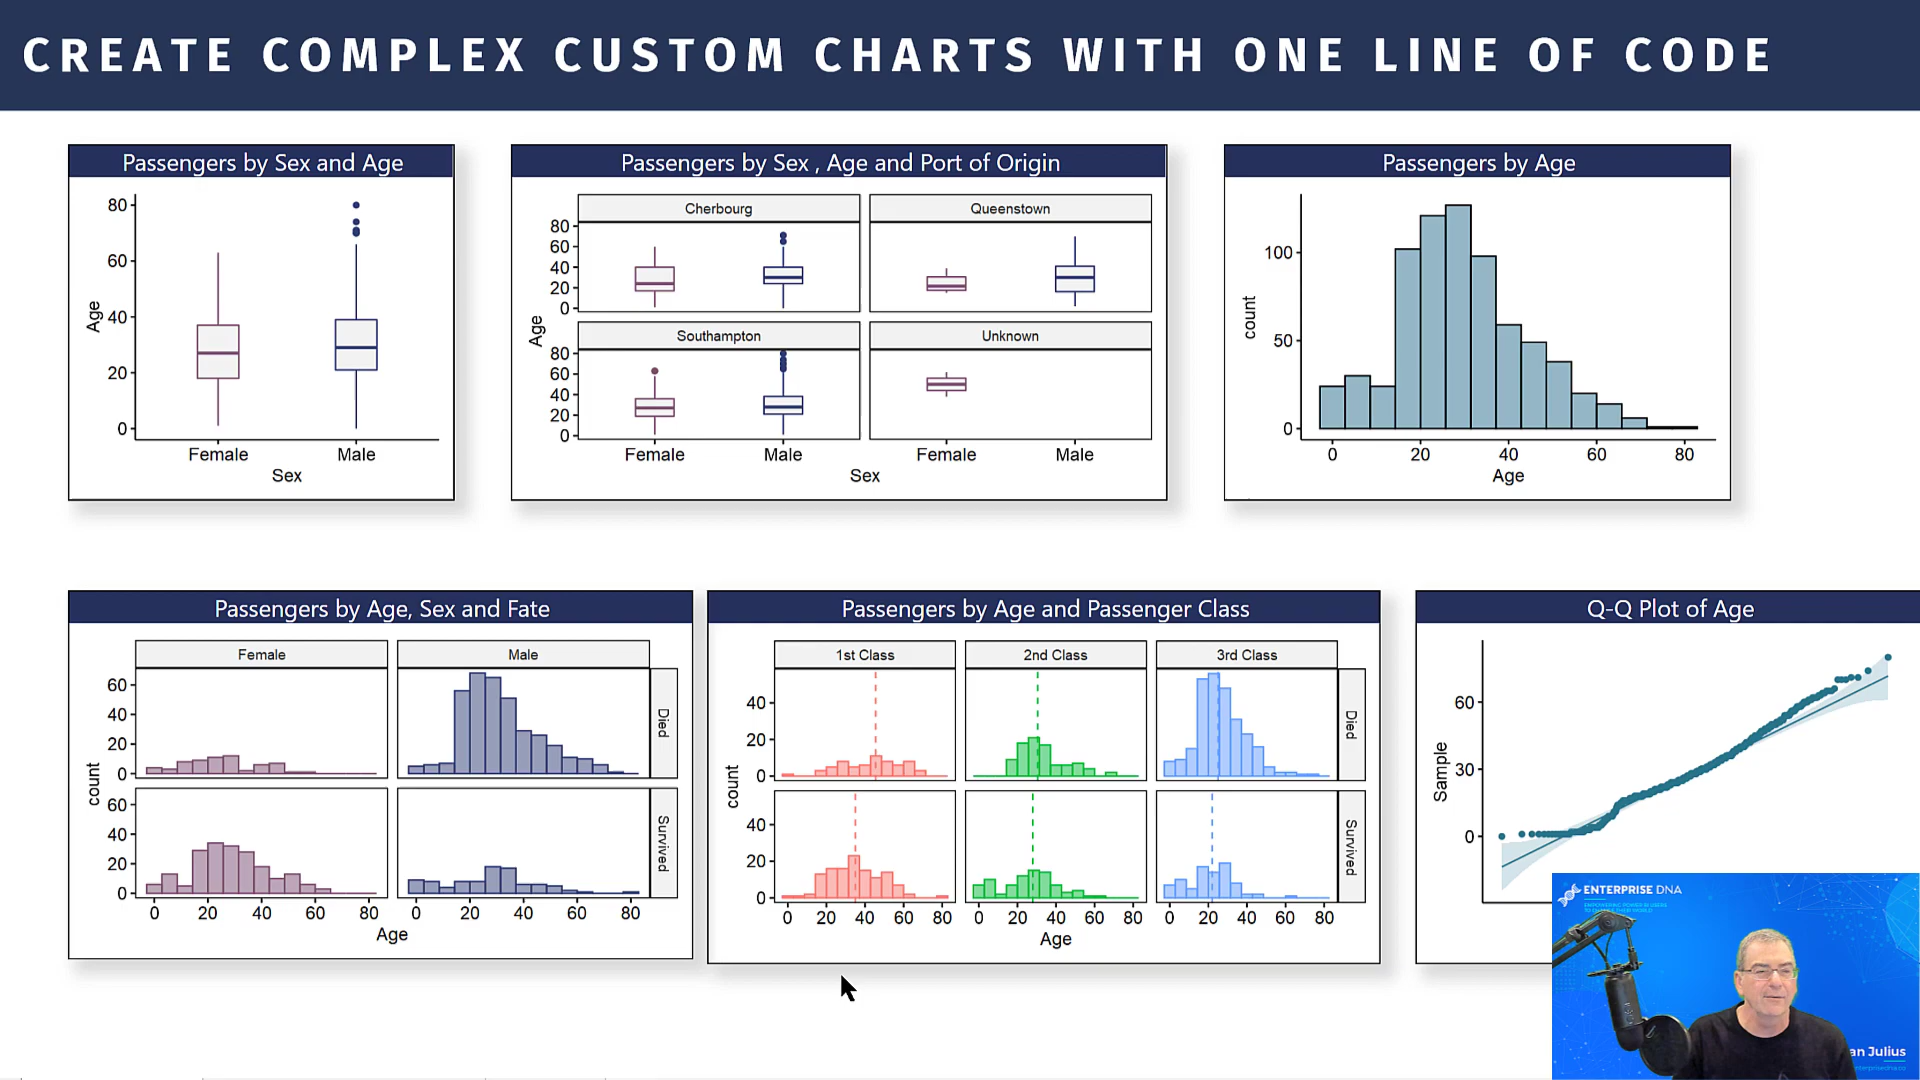 CREATE COMPLEX CUSTOM CHARTS WITH ONE LINE OF CODE
Passengers by Sex and Age
80
60
40
20
0
Age
Female Male
Sex
Passengers by Sex , Age and Port of Origin
Cherbourg Queenstown
80
60
40
20
0
Southampton Unknown
80
60
40
20
0
Age
Female Male Female Male
Sex
Passengers by Age
100
50
0
count
0 20 40 60 80
Age
Passengers by Age, Sex and Fate
Female Male
60
40
20
0
Died
60
40
20
0
Survived
count
0 20 40 60 80 0 20 40 60 80
Age
Passengers by Age and Passenger Class
1st Class 2nd Class 3rd Class
40
20
0
Died
40
20
0
Survived
count
0 20 40 60 80 0 20 40 60 80 0 20 40 60 80
Age
Q-Q Plot of Age
60
30
0
Sample
ENTERPRISE DNA
EMPOWERING POWER BI USERS
an Julius